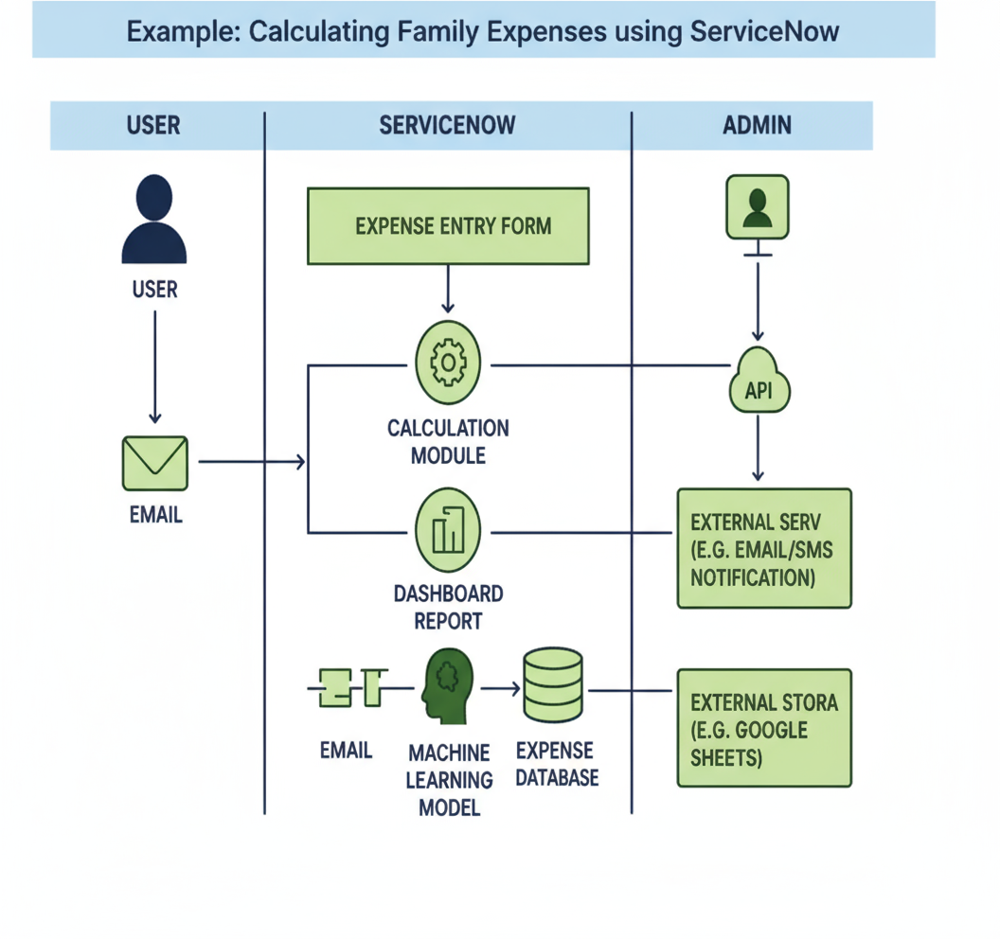 Example: Calculating Family Expenses using ServiceNow
USER
SERVICENOW
ADMIN
USER
EXPENSE ENTRY FORM
CALCULATION
MODULE
API
EMAIL
DASHBOARD
REPORT
EXTERNAL SERV
(E.G. EMAIL/SMS
NOTIFICATION)
EMAIL
MACHINE
LEARNING
MODEL
EXPENSE
DATABASE
EXTERNAL STORA
(E.G. GOOGLE
SHEETS)